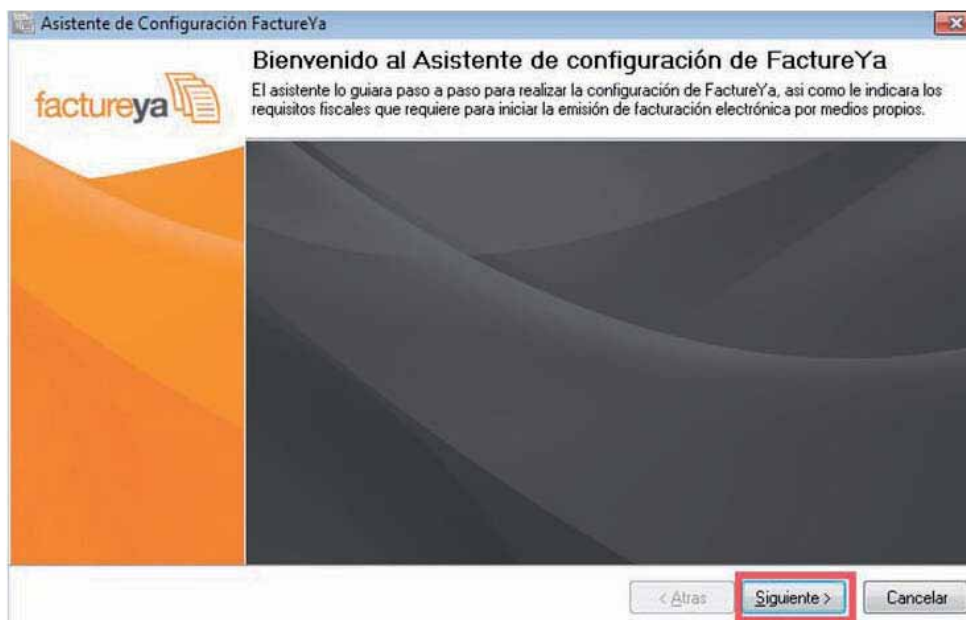 Asistente de Configuración FactureYa
factureya
Bienvenido al Asistente de configuración de FactureYa
El asistente lo guiara paso a paso para realizar la configuración de FactureYa, asi como le indicara los
requisitos fiscales que requiere para iniciar la emisión de facturación electrónica por medios propios.
< Atras
Siguiente >
Cancelar